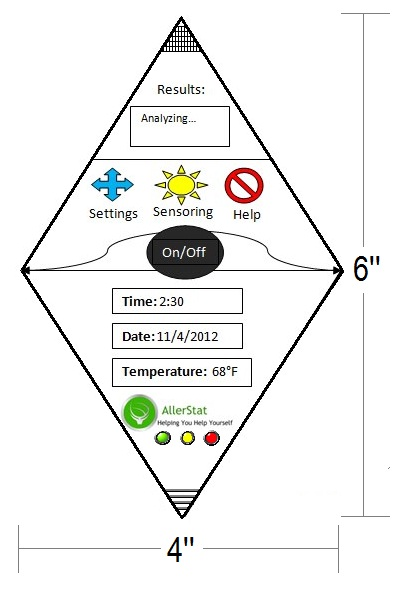 Results:
Analyzing...
Settings Sensoring Help
On/Off
6"
Time: 2:30
Date: 11/4/2012
Temperature: 68°F
AllerStat
Helping You Help Yourself
4"